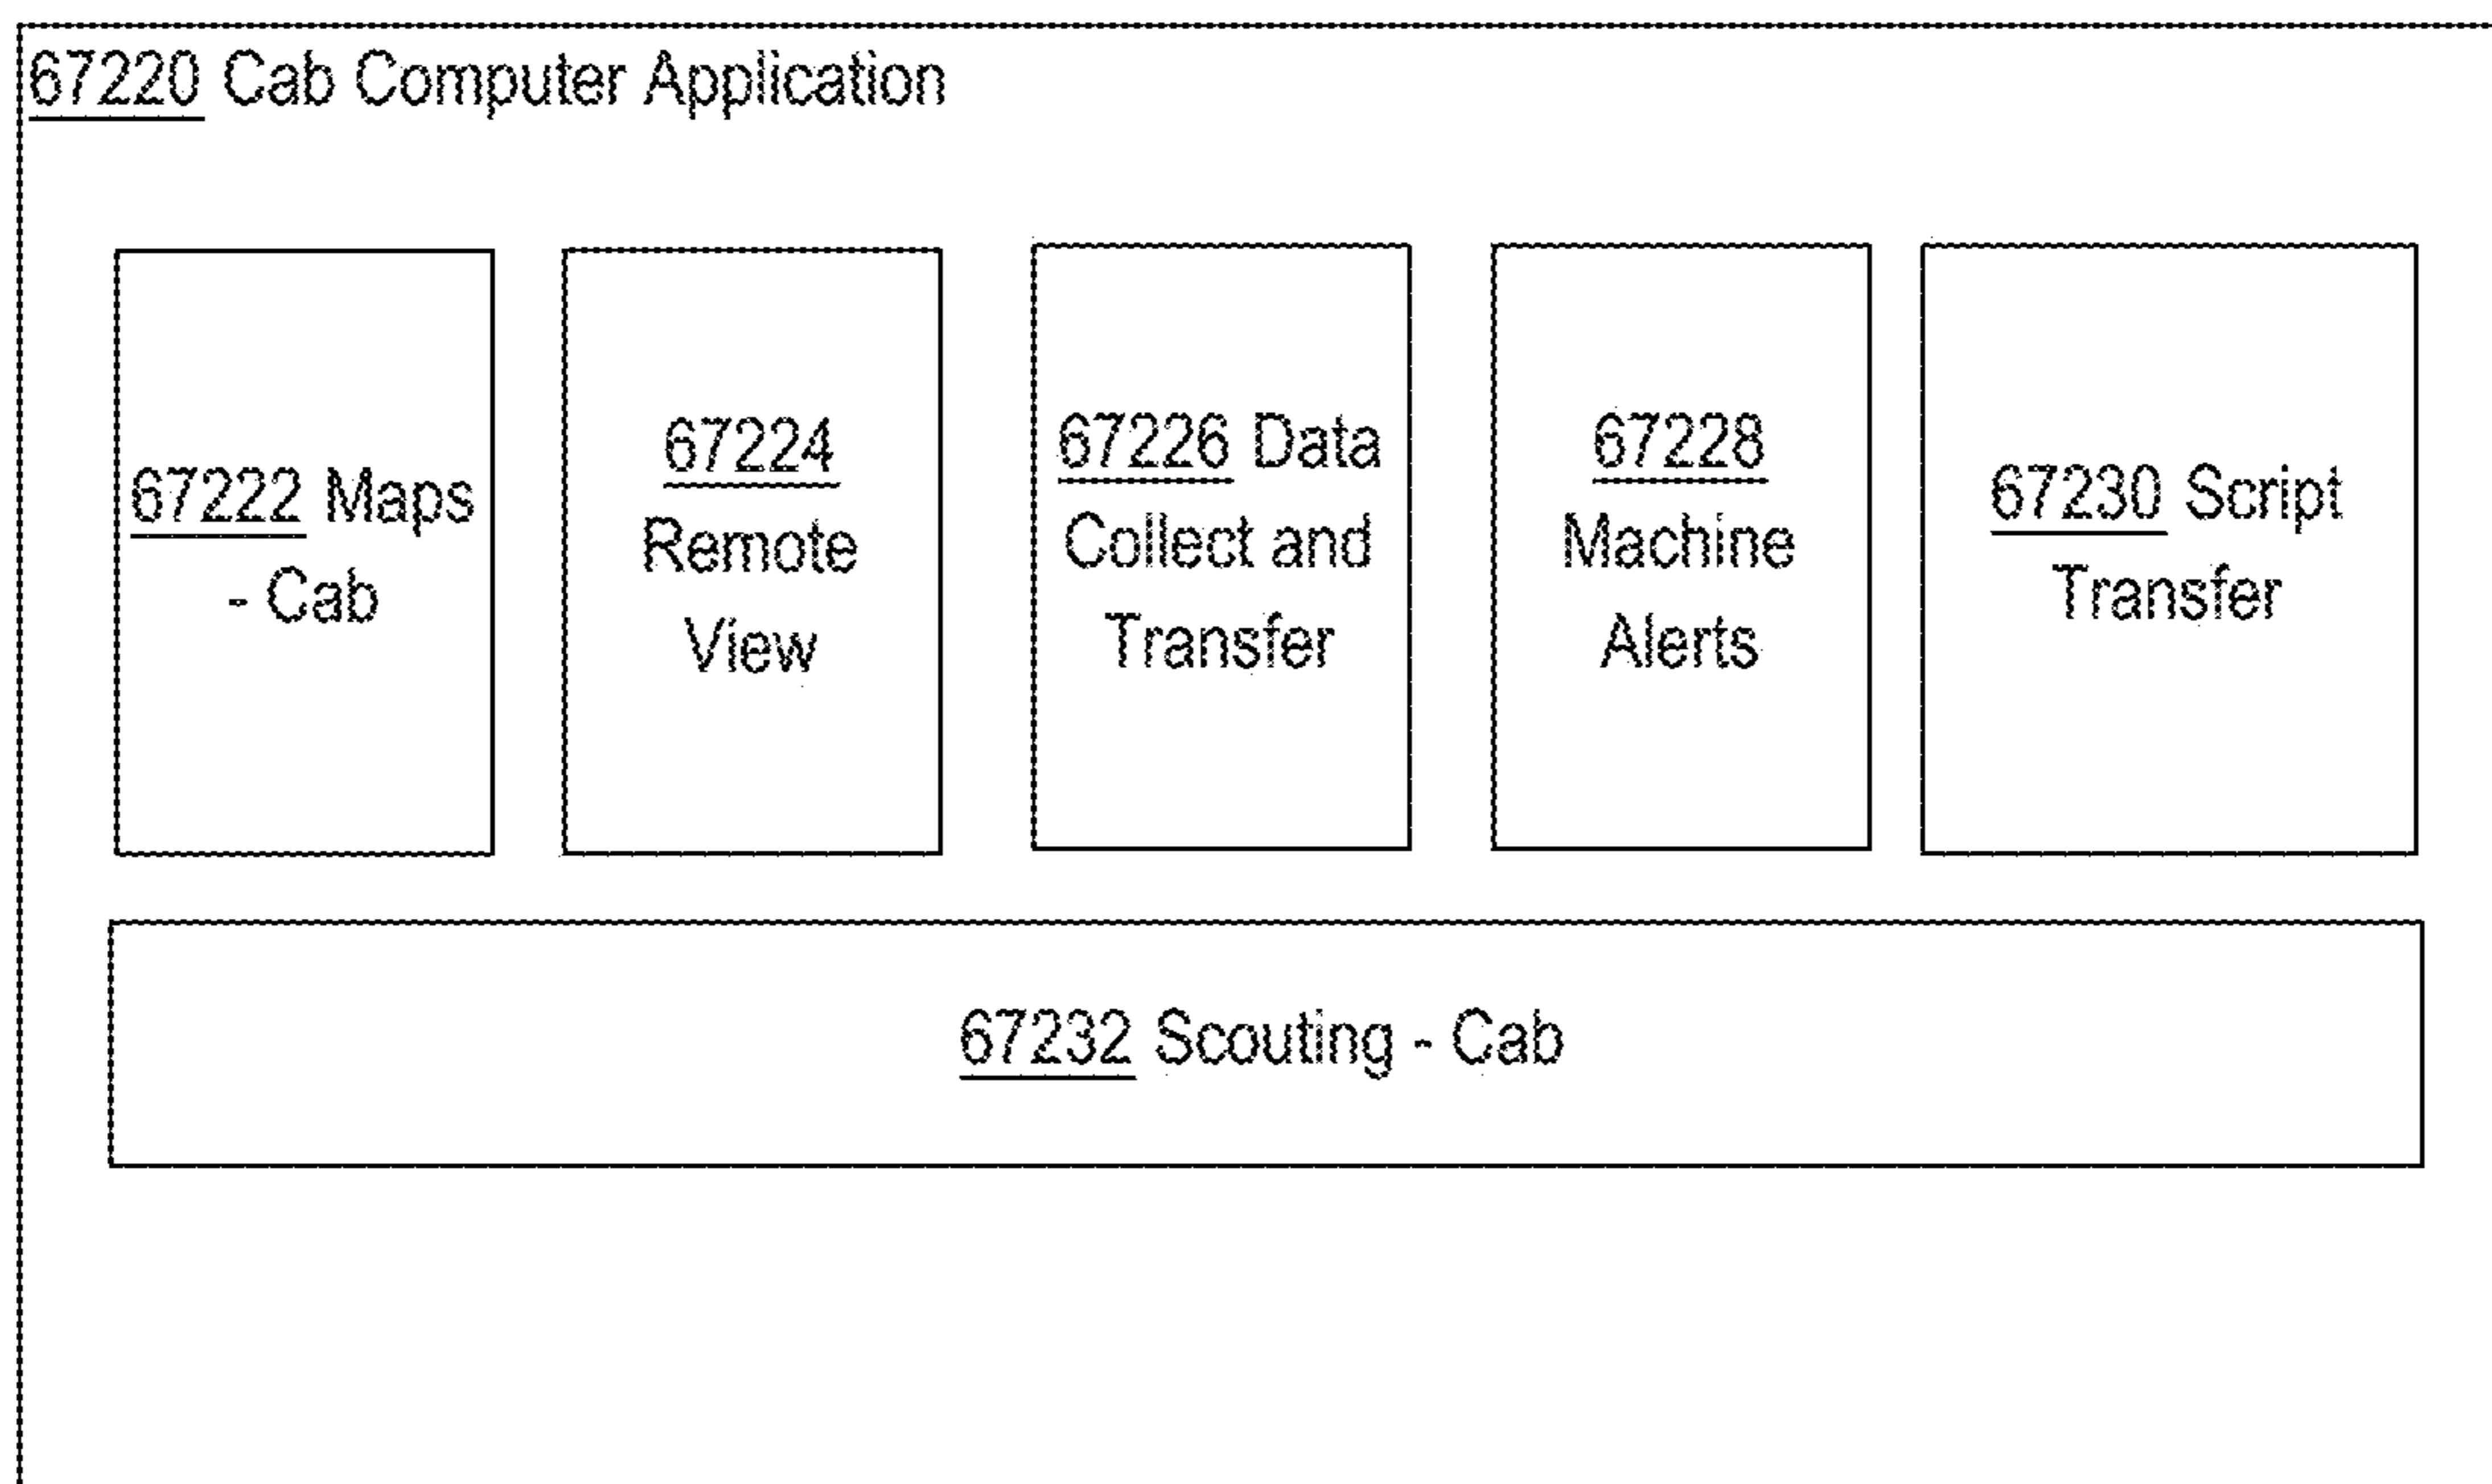 67220 Cab Computer Application
67222 Maps
- Cab
67224
Remote
View
67226 Data
Collect and
Transfer
67228
Machine
Alerts
67230 Script
Transfer
67232 Scouting - Cab